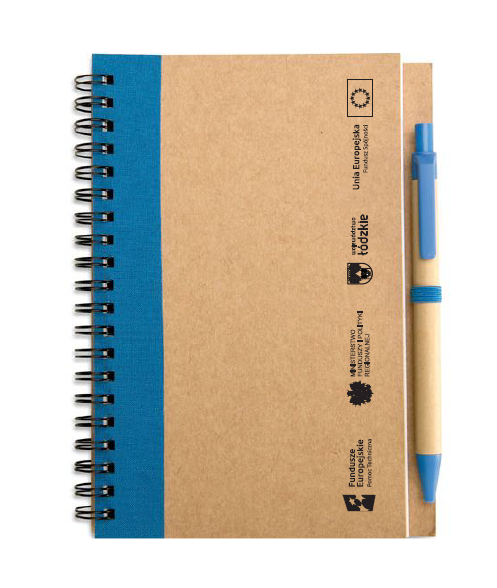 Fundusze
Europejskie
Pomoc Techniczna
MINISTERSTWO
FUNDUSZY I POLITYKI
REGIONALNEJ
województwo
łódzkie
Unia Europejska
Fundusz Spójności